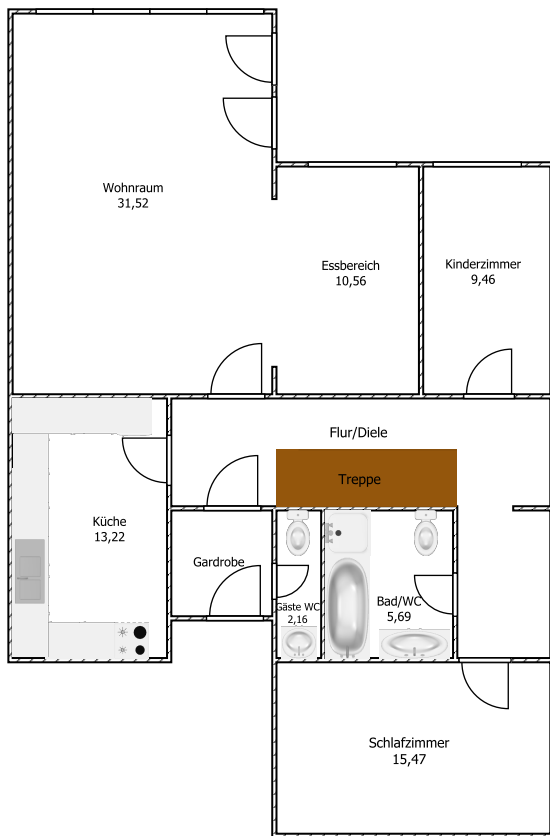 Wohnraum
31,52
Essbereich
10,56
Kinderzimmer
9,46
Flur/Diele
Treppe
Küche
13,22
Gardrobe
Gäste WC
2,16
Bad/WC
5,69
Schlafzimmer
15,47